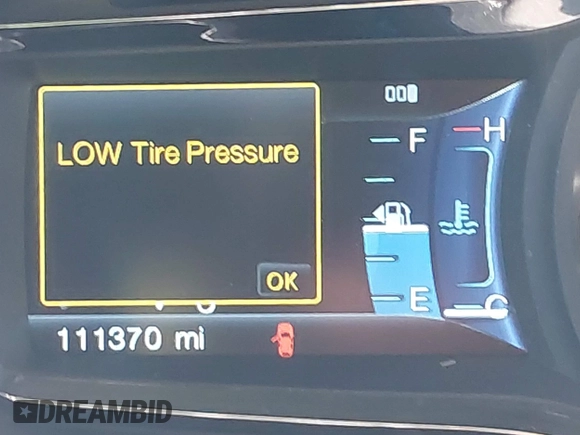 LOW Tire Pressure
OK
F
E
H
C
111370 mi
DREAMBID